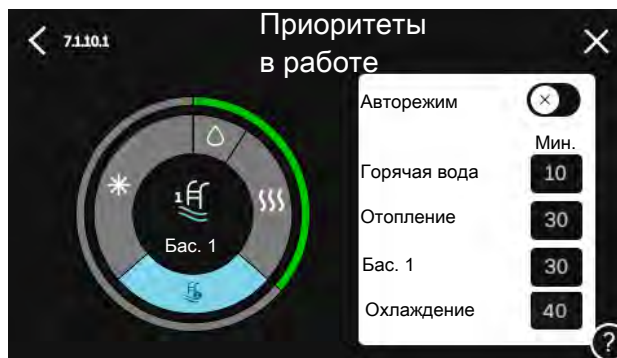 7.1.10.1
Приоритеты
в работе
Авторежим
Мин.
Горячая вода 10
Отопление 30
Бас. 1 30
Охлаждение 40
1
Бас. 1
?